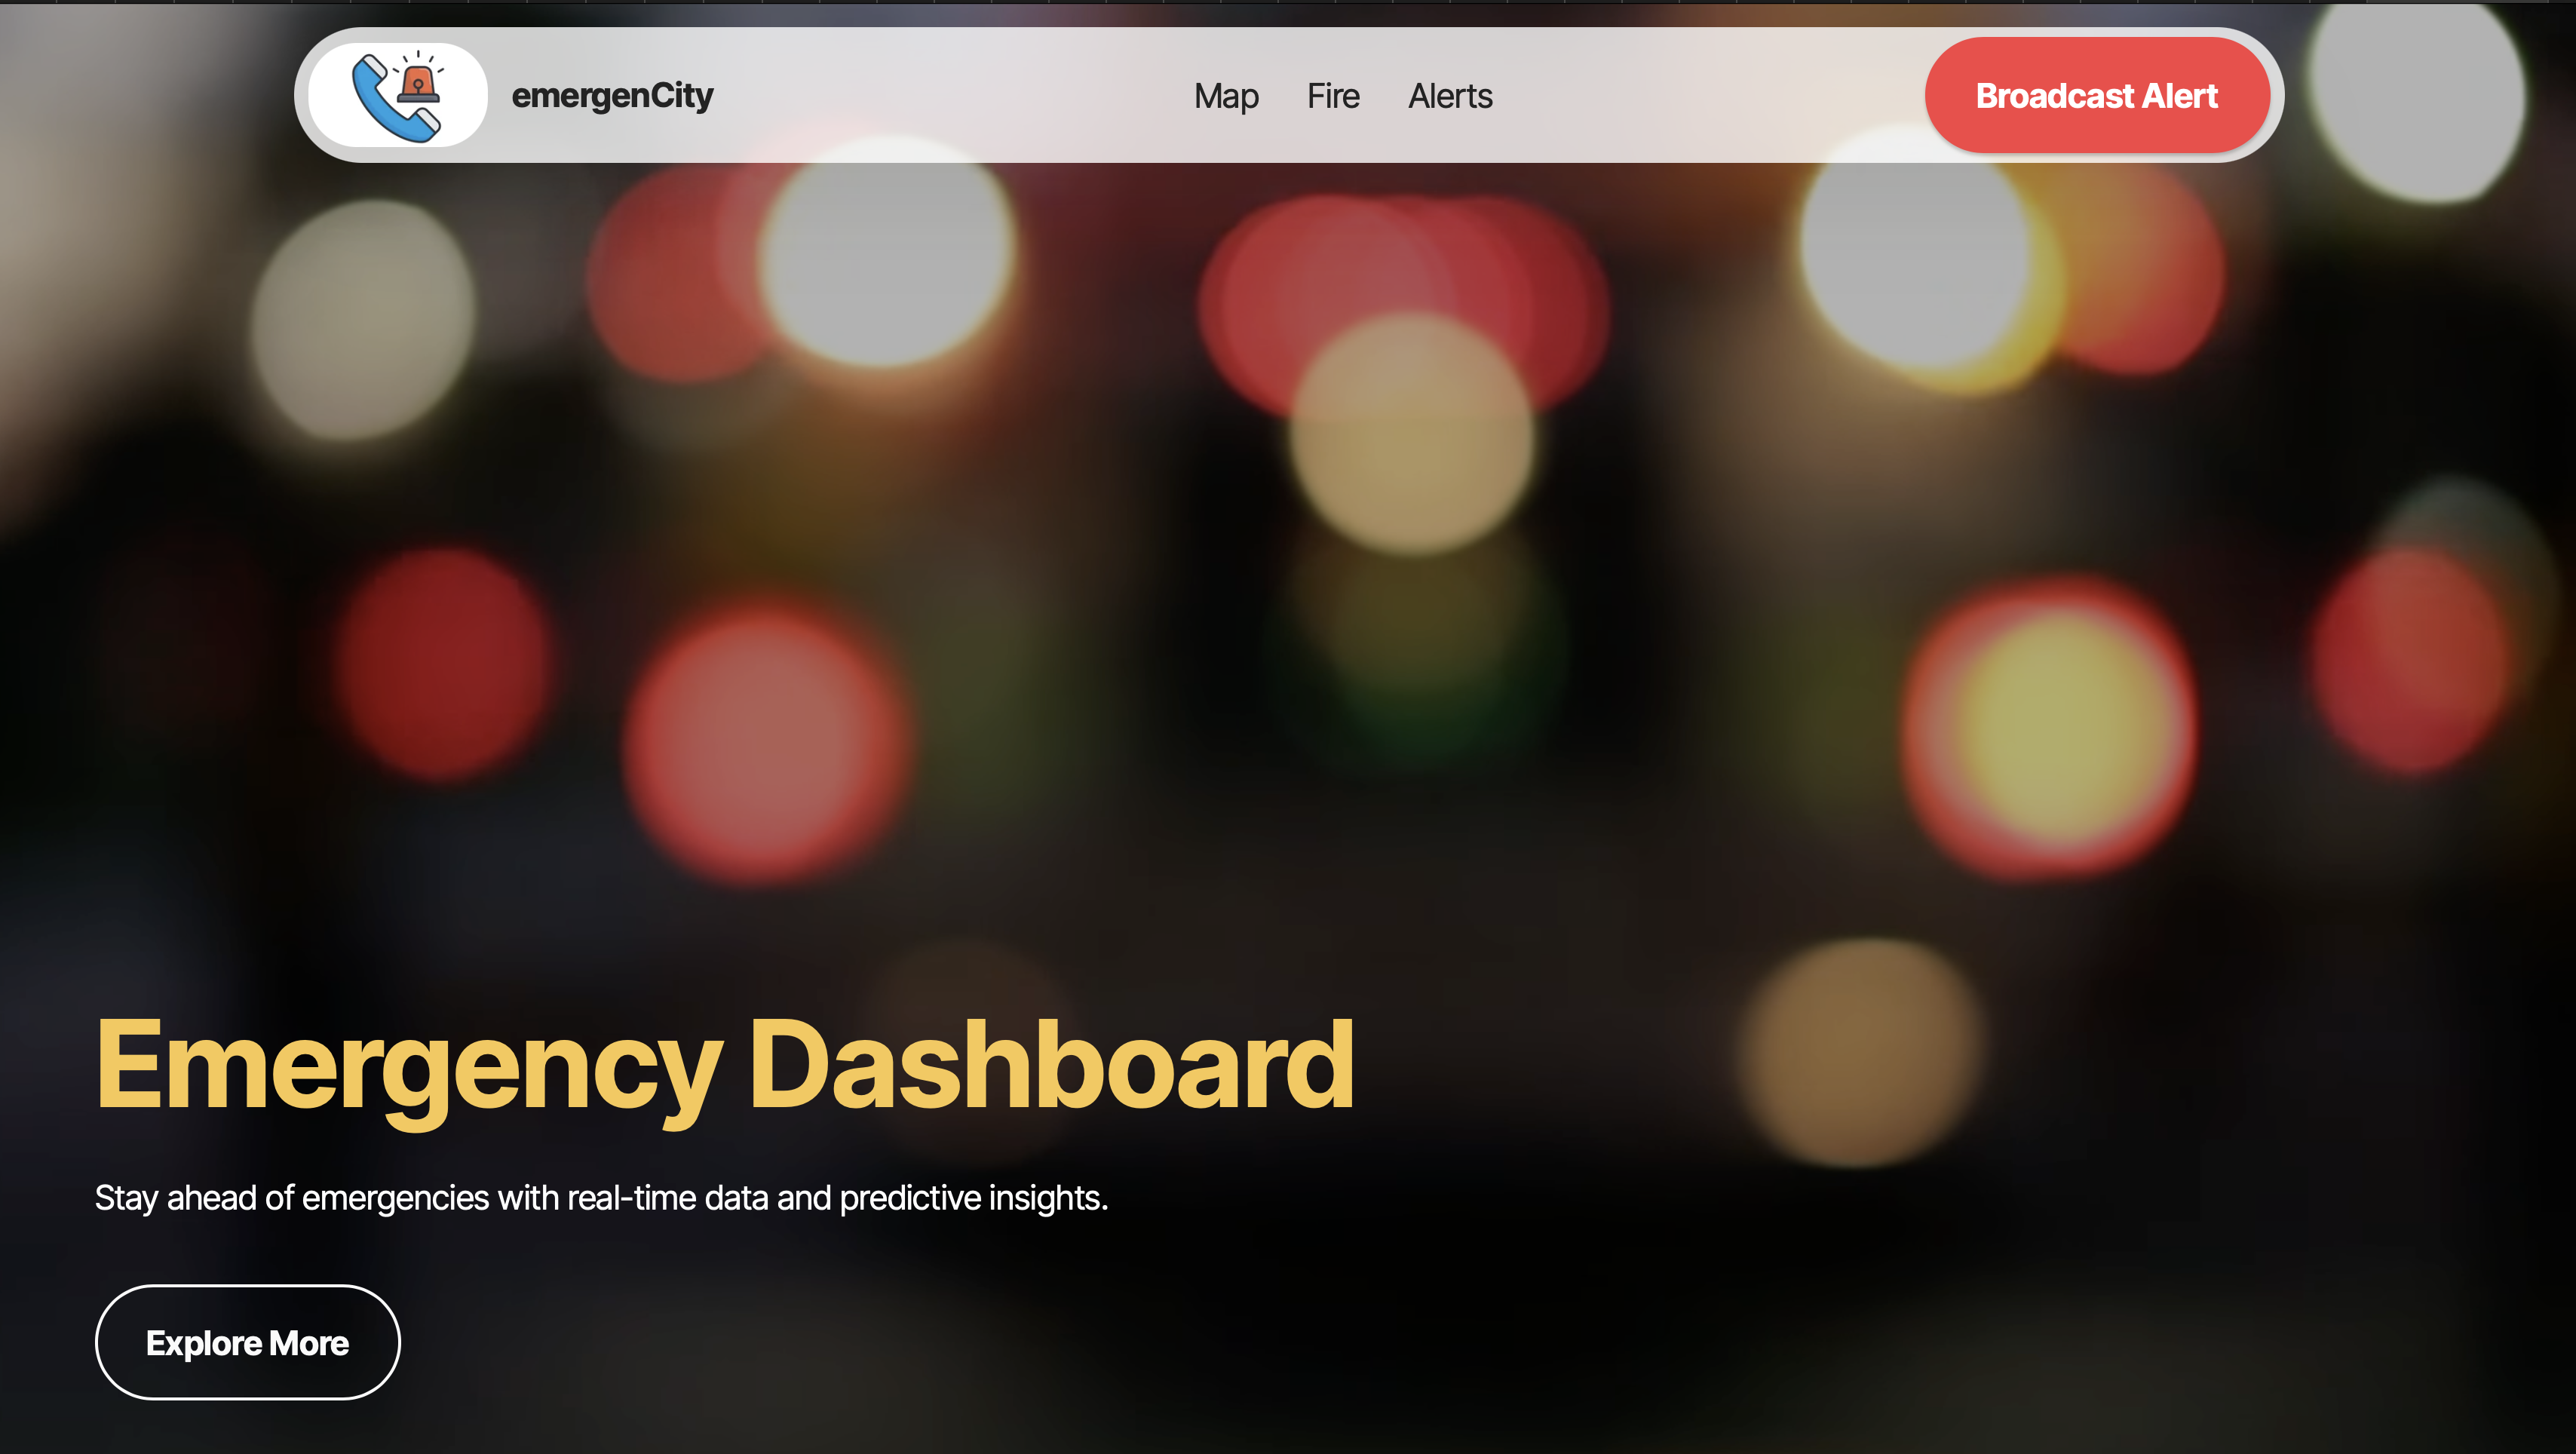 emergenCity
Map
Fire
Alerts
Broadcast Alert
Emergency Dashboard
Stay ahead of emergencies with real-time data and predictive insights.
Explore More